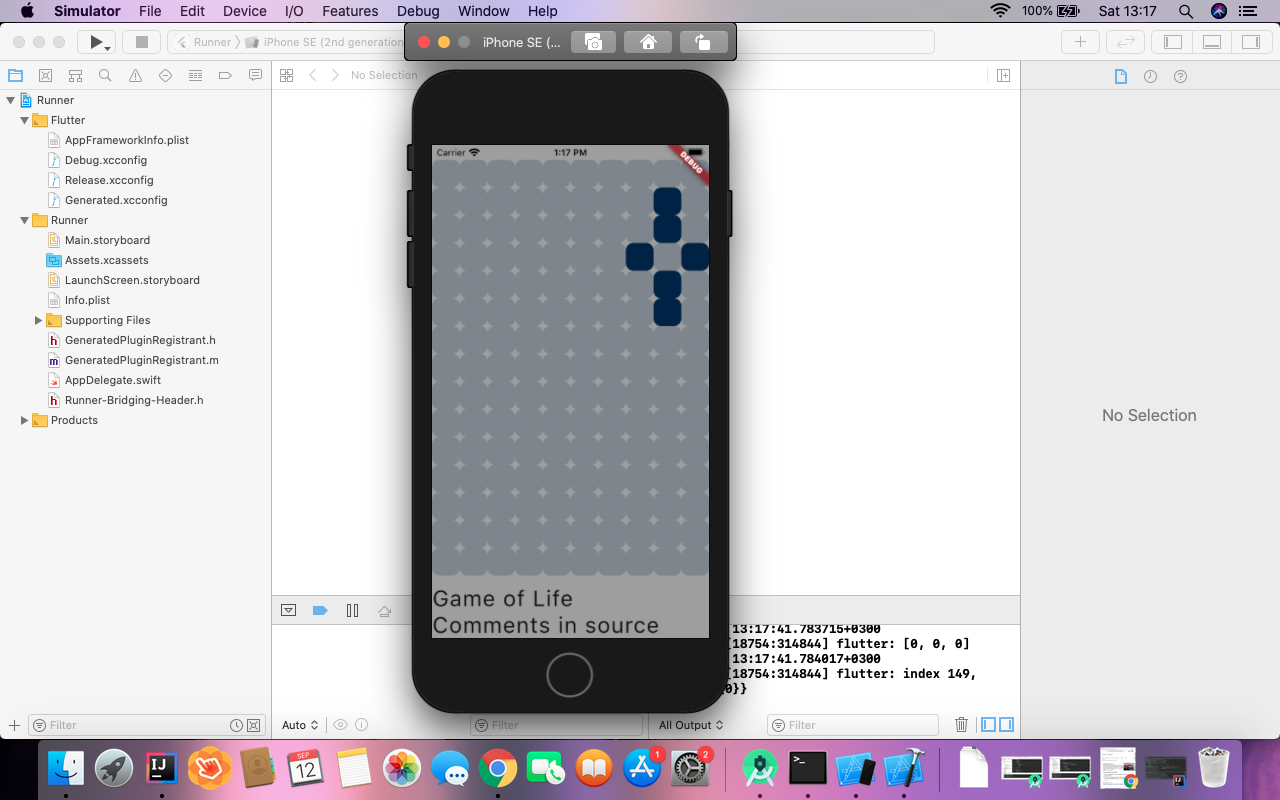 Simulator File Edit Device I/O Features Debug Window Help 100% Sat 13:17
Runner 〉 iPhone SE (2nd generation
iPhone SE (...
No Selection
Runner
Flutter
AppFrameworkInfo.plist
Debug.xcconfig
Release.xcconfig
Generated.xcconfig
Runner
Main.storyboard
Assets.xcassets
LaunchScreen.storyboard
Info.plist
Supporting Files
GeneratedPluginRegistrant.h
GeneratedPluginRegistrant.m
AppDelegate.swift
Runner-Bridging-Header.h
Products
Carrier 1:17 PM
DEBUG
Game of Life
Comments in source
No Selection
13:17:41.783715+0300
[18754:314844] flutter: [0, 0, 0]
13:17:41.784017+0300
[18754:314844] flutter: index 149,
0}}
Filter
Auto
Filter
All Output
Filter
IJ
SEP
12
1
2
>_
IJ